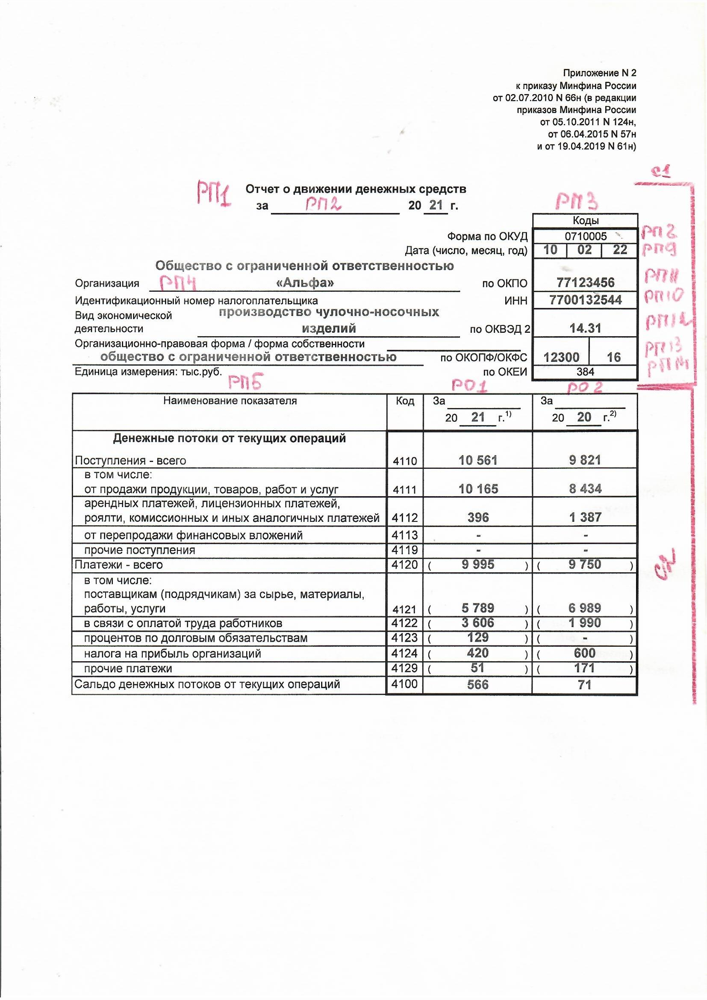 Приложение N 2
к приказу Минфина России
от 02.07.2010 N 66н (в редакции
приказов Минфина России
от 05.10.2011 N 124н,
от 06.04.2015 N 57н
и от 19.04.2019 N 61н)
С1
РП1 Отчет о движении денежных средств РП3
за РП2 20 21 г.
Коды
Форма по ОКУД 0710005 РП8
Дата (число, месяц, год) 10 02 22 РП9
Общество с ограниченной ответственностью
Организация РП4 «Альфа» по ОКПО 77123456 РП11
Идентификационный номер налогоплательщика ИНН 7700132544 РП10
Вид экономической производство чулочно-носочных
деятельности изделий по ОКВЭД 2 14.31 РП12
Организационно-правовая форма / форма собственности РП13
общество с ограниченной ответственностью по ОКОПФ/ОКФС 12300 16
Единица измерения: тыс.руб. по ОКЕИ 384 РП14
РП5 РО1 РО2
Наименование показателя Код За За
20 21 г.1) 20 20 г.2)
Денежные потоки от текущих операций
Поступления - всего 4110 10 561 9 821
в том числе:
от продажи продукции, товаров, работ и услуг 4111 10 165 8 434
арендных платежей, лицензионных платежей,
роялти, комиссионных и иных аналогичных платежей 4112 396 1 387
от перепродажи финансовых вложений 4113 - -
прочие поступления 4119 - -
Платежи - всего 4120 ( 9 995 ) ( 9 750 ) С2
в том числе:
поставщикам (подрядчикам) за сырье, материалы,
работы, услуги 4121 ( 5 789 ) ( 6 989 )
в связи с оплатой труда работников 4122 ( 3 606 ) ( 1 990 )
процентов по долговым обязательствам 4123 ( 129 ) ( - )
налога на прибыль организаций 4124 ( 420 ) ( 600 )
прочие платежи 4129 ( 51 ) ( 171 )
Сальдо денежных потоков от текущих операций 4100 566 71